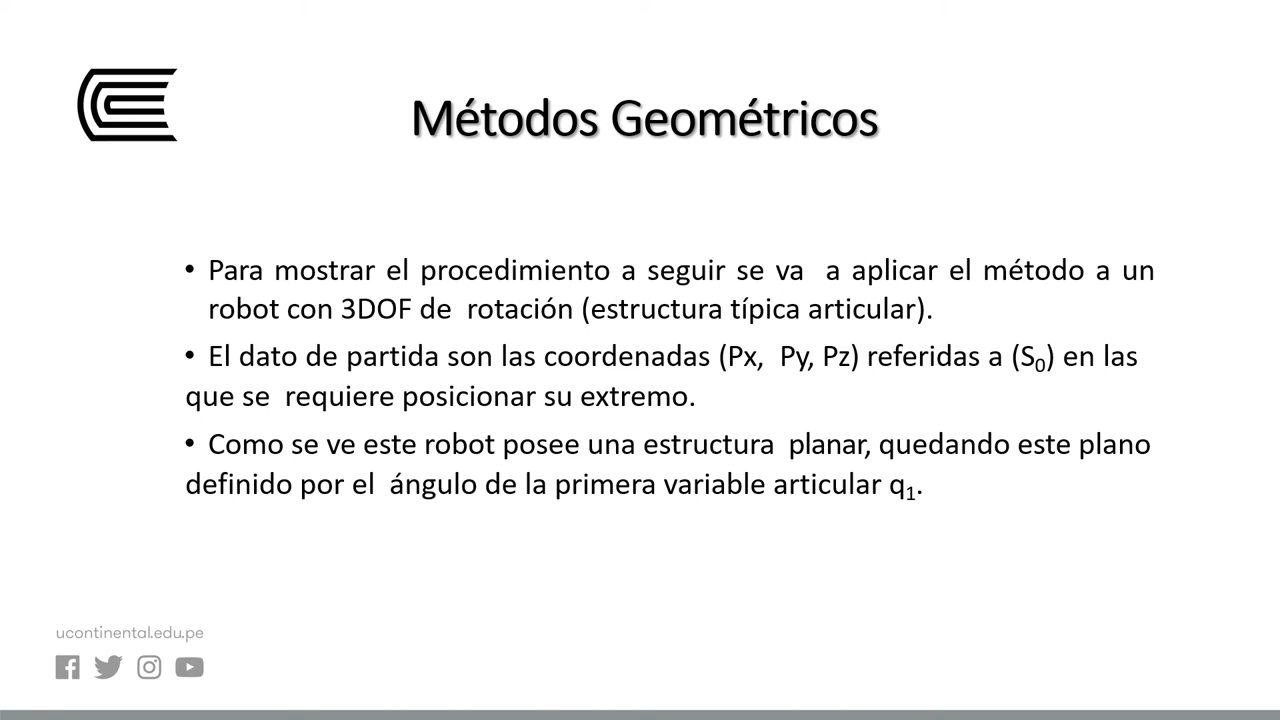 Métodos Geométricos
• Para mostrar el procedimiento a seguir se va a aplicar el método a un
robot con 3DOF de rotación (estructura típica articular).
• El dato de partida son las coordenadas (Px, Py, Pz) referidas a (S₀) en las
que se requiere posicionar su extremo.
• Como se ve este robot posee una estructura planar, quedando este plano
definido por el ángulo de la primera variable articular q₁.
ucontinental.edu.pe